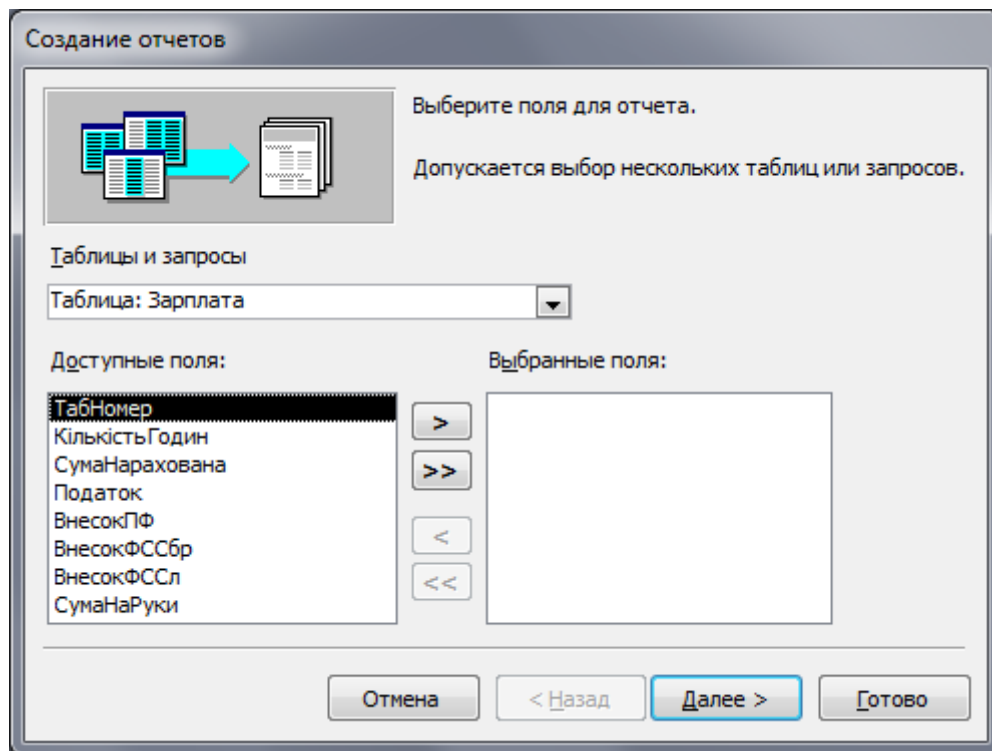 Создание отчетов
Выберите поля для отчета.
Допускается выбор нескольких таблиц или запросов.
Таблицы и запросы
Таблица: Зарплата
Доступные поля:
Выбранные поля:
ТабНомер
КількістьГодин
СумаНарахована
Податок
ВнесокПФ
ВнесокФССбр
ВнесокФССл
СумаНаРуки
>
>>
<
<<
Отмена
< Назад
Далее >
Готово